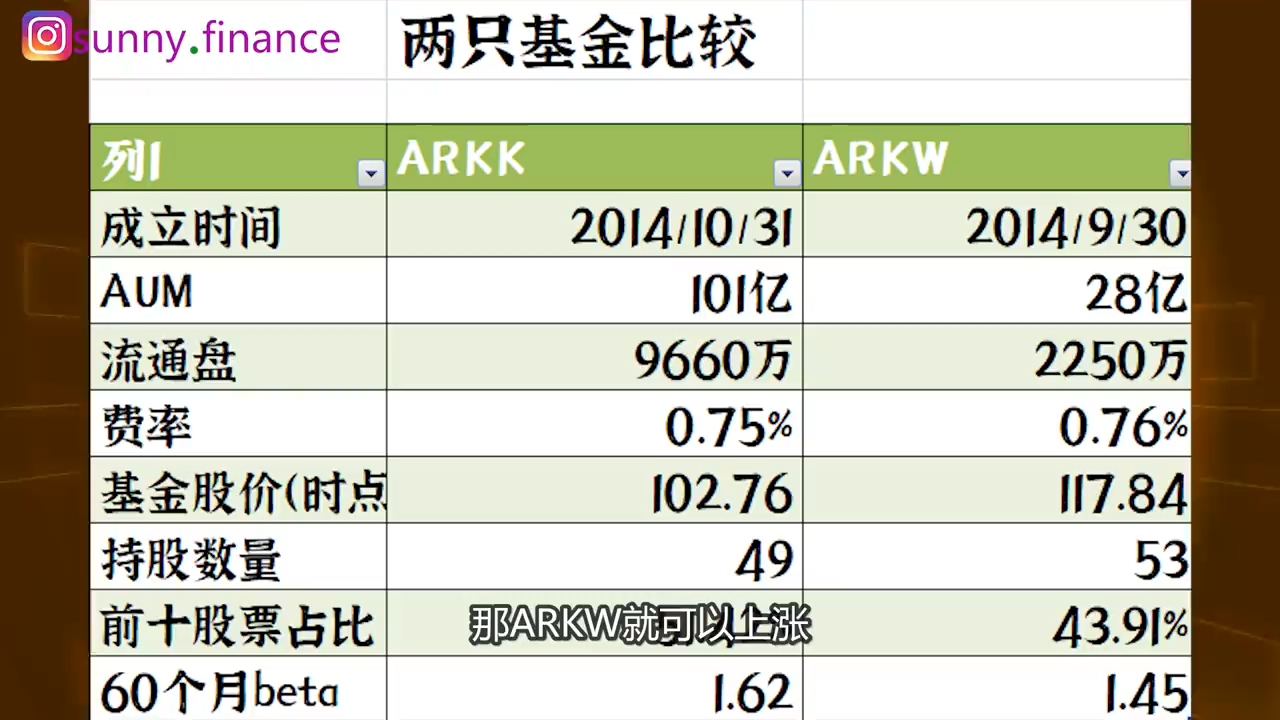 sunny.finance
两只基金比较
列1 ARKK ARKW
成立时间 2014/10/31 2014/9/30
AUM 101亿 28亿
流通盘 9660万 2250万
费率 0.75% 0.76%
基金股价(时点 102.76 117.84
持股数量 49 53
前十股票占比 43.91%
那ARKW就可以上涨
60个月beta 1.62 1.45